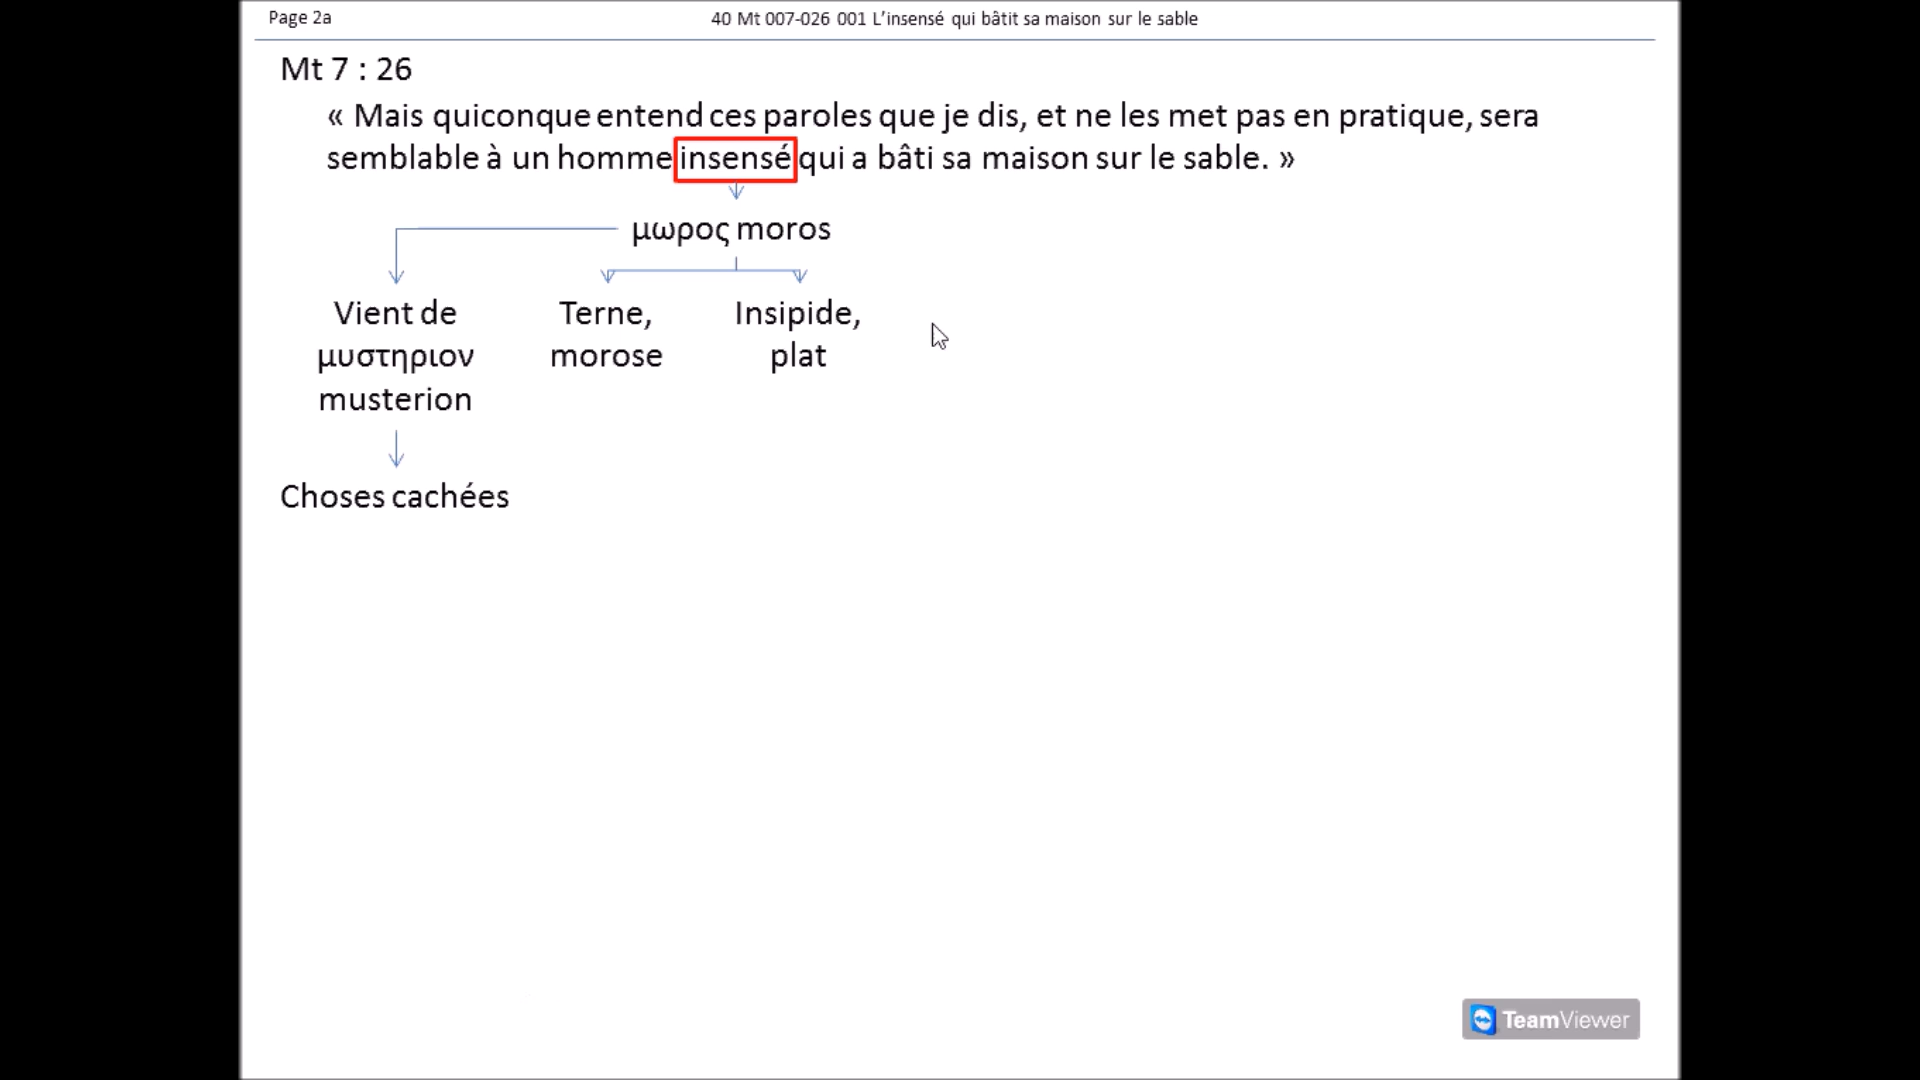 Page 2a
40 Mt 007-026 001 L’insensé qui bâtit sa maison sur le sable
Mt 7 : 26
« Mais quiconque entend ces paroles que je dis, et ne les met pas en pratique, sera
semblable à un homme insensé qui a bâti sa maison sur le sable. »
μωρος moros
Vient de
μυστηριον
musterion
Terne,
morose
Insipide,
plat
Choses cachées
TeamViewer